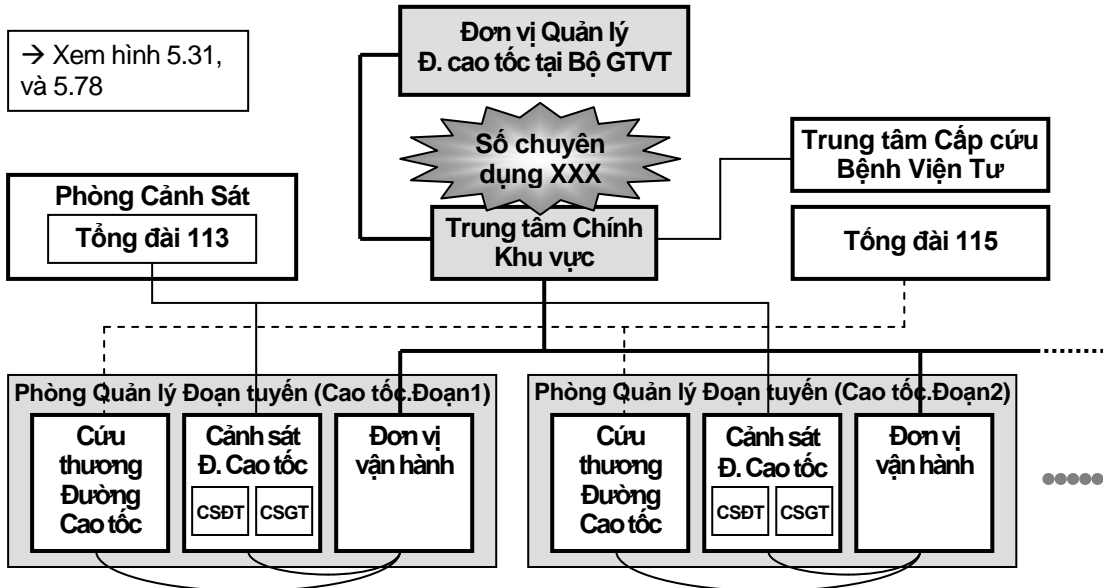 → Xem hình 5.31,
và 5.78
Đơn vị Quản lý
Đ. cao tốc tại Bộ GTVT
Số chuyên
dụng XXX
Trung tâm Cấp cứu
Bệnh Viện Tư
Phòng Cảnh Sát
Tổng đài 113
Trung tâm Chính
Khu vực
Tổng đài 115
Phòng Quản lý Đoạn tuyến (Cao tốc.Đoạn1)
Cứu
thương
Đường
Cao tốc
Cảnh sát
Đ. Cao tốc
CSĐT
CSGT
Đơn vị
vận hành
Phòng Quản lý Đoạn tuyến (Cao tốc.Đoạn2)
Cứu
thương
Đường
Cao tốc
Cảnh sát
Đ. Cao tốc
CSĐT
CSGT
Đơn vị
vận hành